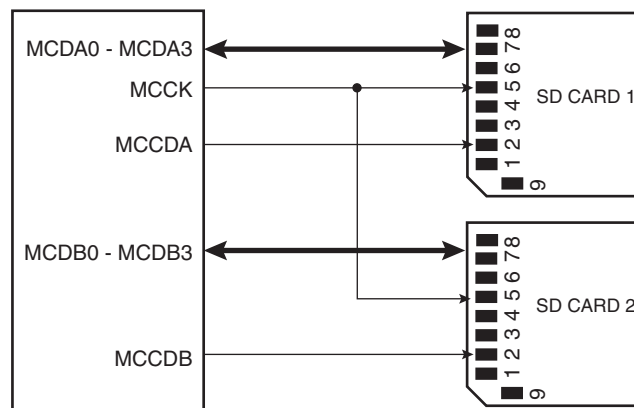 MCDA0 - MCDA3
MCCK
MCCDA
8
7
6
5
4
3
2
1
9
SD CARD 1
MCDB0 - MCDB3
MCCDB
8
7
6
5
4
3
2
1
9
SD CARD 2